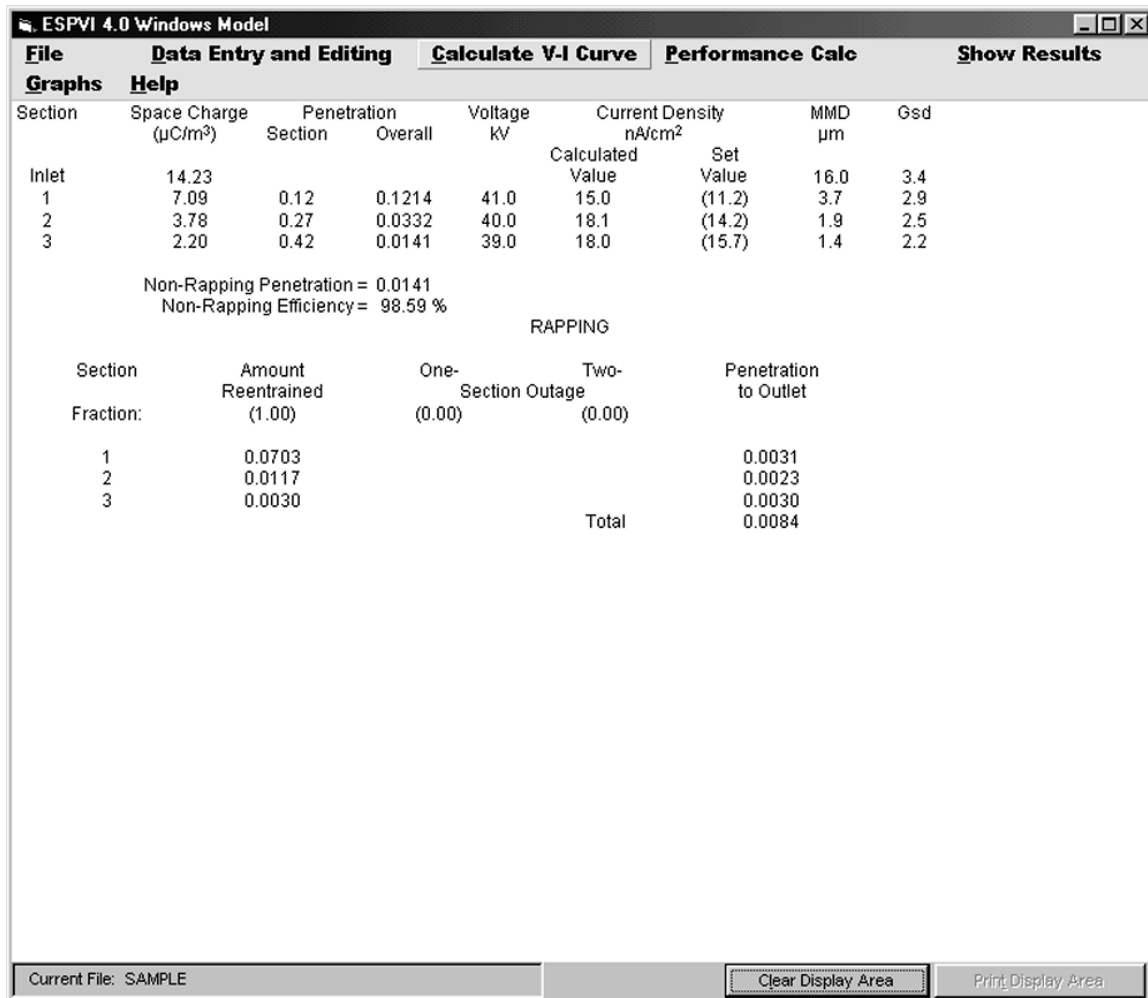 ESPVI 4.0 Windows Model
File Data Entry and Editing Calculate V-I Curve Performance Calc Show Results
Graphs Help
Section Space Charge Penetration Voltage Current Density MMD Gsd
(µC/m³) Section Overall kV nA/cm² µm
Calculated Set
Inlet 14.23 Value Value 16.0 3.4
1 7.09 0.12 0.1214 41.0 15.0 (11.2) 3.7 2.9
2 3.78 0.27 0.0332 40.0 18.1 (14.2) 1.9 2.5
3 2.20 0.42 0.0141 39.0 18.0 (15.7) 1.4 2.2
Non-Rapping Penetration = 0.0141
Non-Rapping Efficiency = 98.59 %
RAPPING
Section Amount One- Two- Penetration
Reentrained Section Outage to Outlet
Fraction: (1.00) (0.00) (0.00)
1 0.0703 0.0031
2 0.0117 0.0023
3 0.0030 0.0030
Total 0.0084
Current File: SAMPLE Clear Display Area Print Display Area